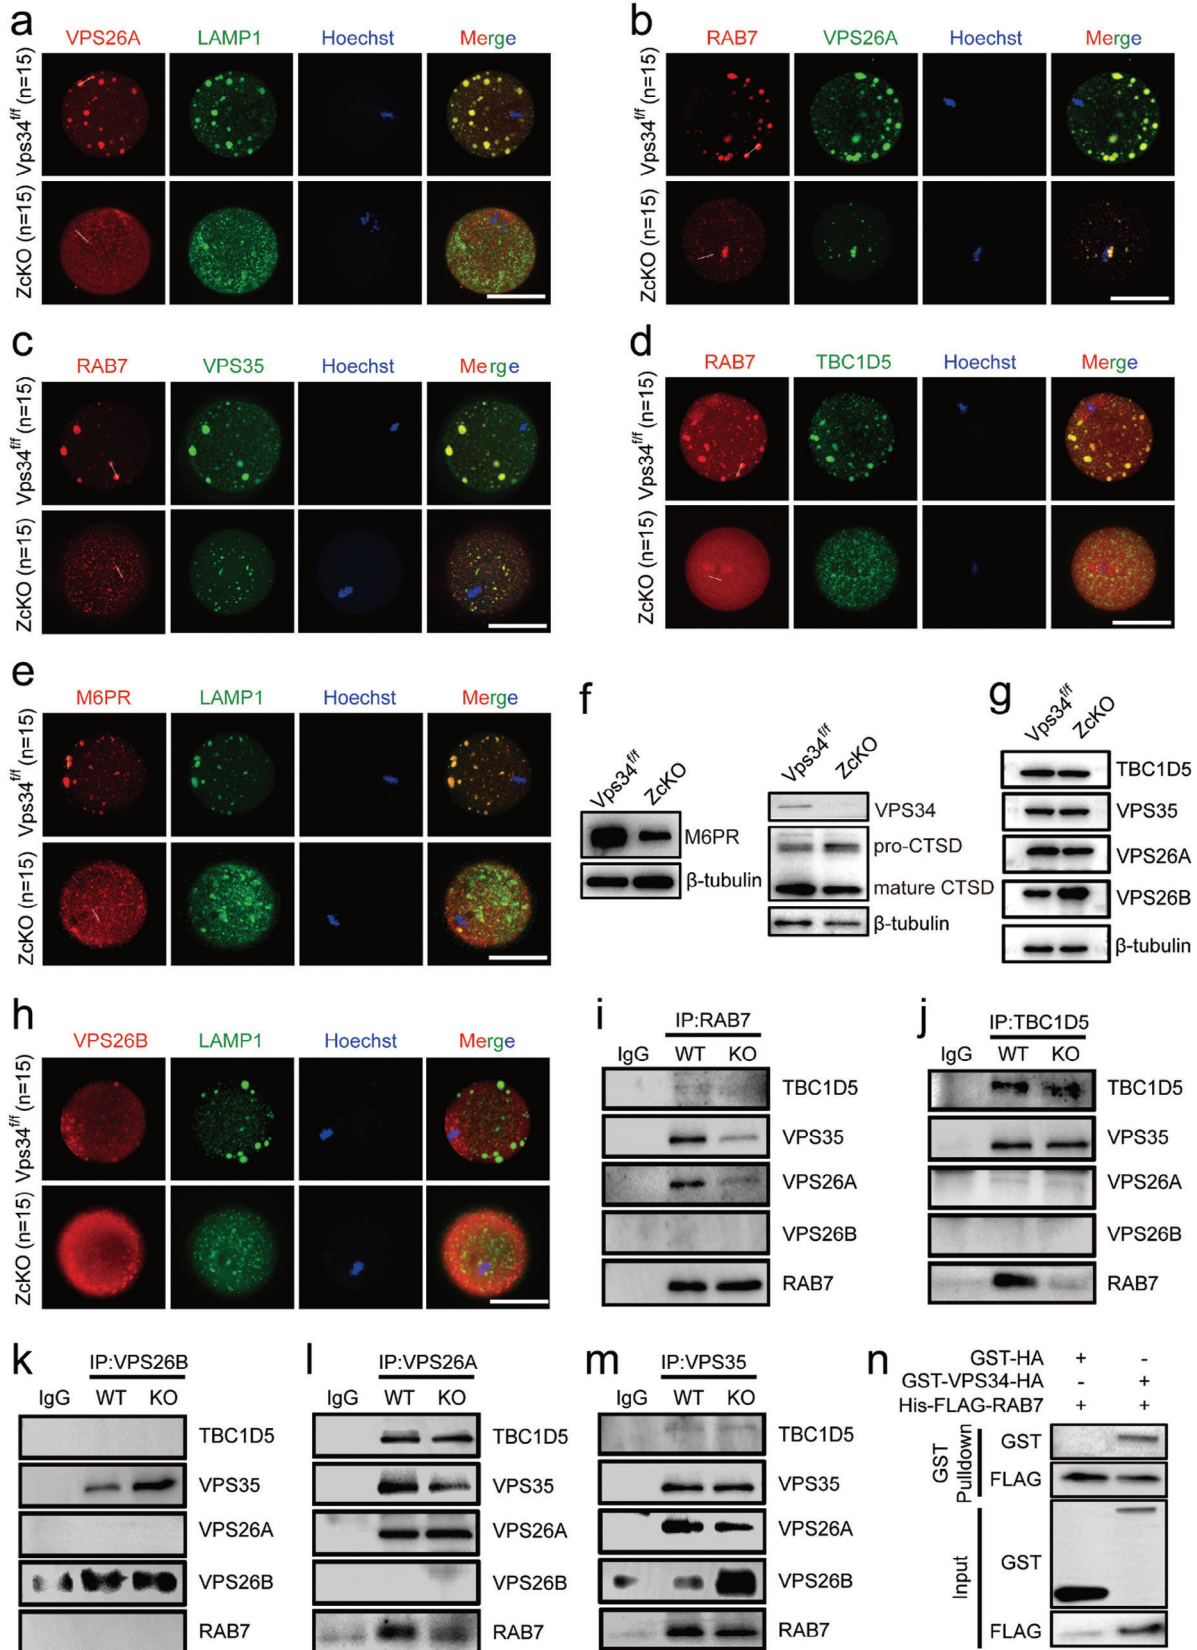 a
VPS26A LAMP1 Hoechst Merge
Vps34f/f (n=15)
ZcKO (n=15)
b
RAB7 VPS26A Hoechst Merge
Vps34f/f (n=15)
ZcKO (n=15)
c
RAB7 VPS35 Hoechst Merge
Vps34f/f (n=15)
ZcKO (n=15)
d
RAB7 TBC1D5 Hoechst Merge
Vps34f/f (n=15)
ZcKO (n=15)
e
M6PR LAMP1 Hoechst Merge
Vps34f/f (n=15)
ZcKO (n=15)
f
Vps34f/f ZcKO
M6PR
β-tubulin
Vps34f/f ZcKO
VPS34
pro-CTSD
mature CTSD
β-tubulin
g
Vps34f/f ZcKO
TBC1D5
VPS35
VPS26A
VPS26B
β-tubulin
h
VPS26B LAMP1 Hoechst Merge
Vps34f/f (n=15)
ZcKO (n=15)
i
IP:RAB7
IgG WT KO
TBC1D5
VPS35
VPS26A
VPS26B
RAB7
j
IP:TBC1D5
IgG WT KO
TBC1D5
VPS35
VPS26A
VPS26B
RAB7
k
IP:VPS26B
IgG WT KO
TBC1D5
VPS35
VPS26A
VPS26B
RAB7
l
IP:VPS26A
IgG WT KO
TBC1D5
VPS35
VPS26A
VPS26B
RAB7
m
IP:VPS35
IgG WT KO
TBC1D5
VPS35
VPS26A
VPS26B
RAB7
n
GST-HA + -
GST-VPS34-HA - +
His-FLAG-RAB7 + +
GST Pulldown
GST
FLAG
Input
GST
FLAG